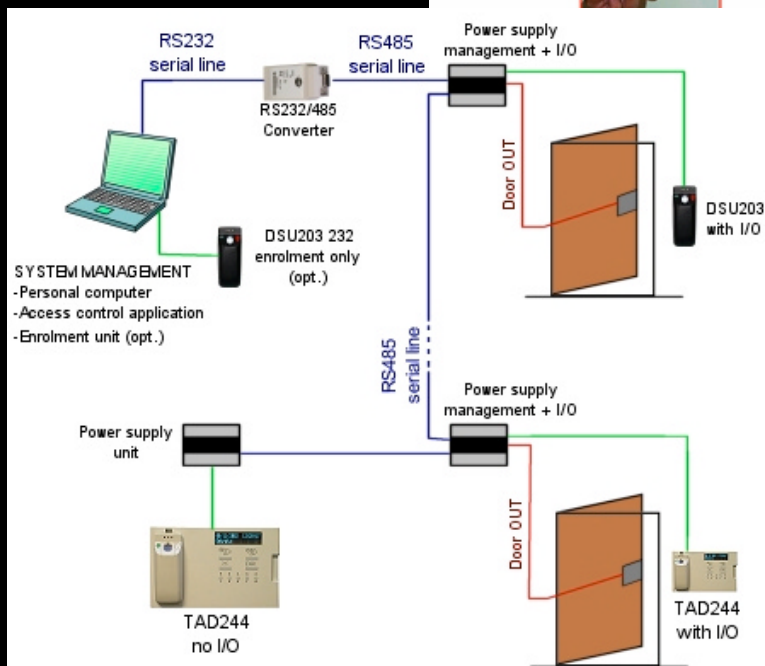 RS232
serial line
RS485
serial line
Power supply
management + I/O
RS232/485
Converter
Door OUT
DSU203
with I/O
DSU203 232
enrolment only
(opt.)
SYSTEM MANAGEMENT
-Personal computer
-Access control application
-Enrolment unit (opt.)
RS485
serial line
Power supply
management + I/O
Power supply
unit
Door OUT
TAD244
no I/O
TAD244
with I/O